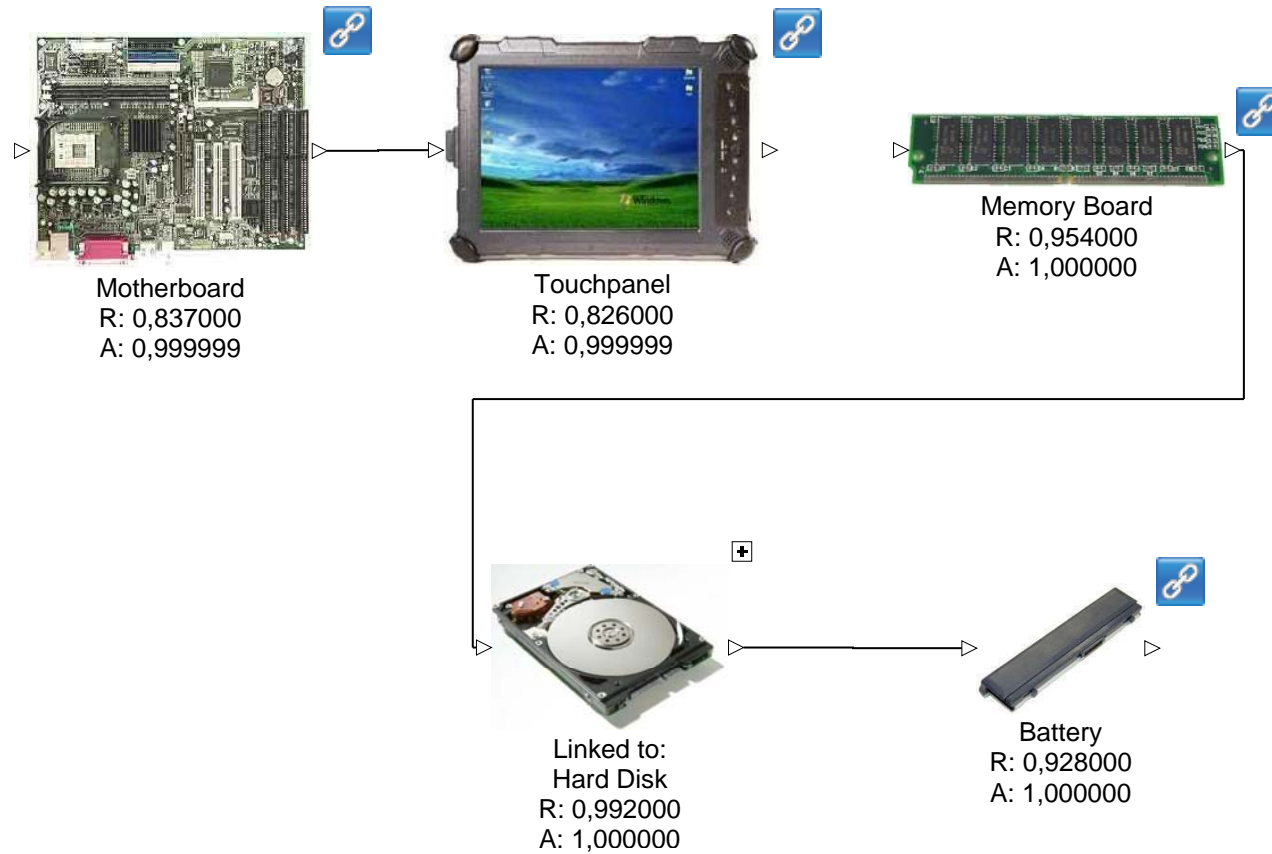 Windows
Motherboard
R: 0,837000
A: 0,999999
Touchpanel
R: 0,826000
A: 0,999999
Memory Board
R: 0,954000
A: 1,000000
Linked to:
Hard Disk
R: 0,992000
A: 1,000000
Battery
R: 0,928000
A: 1,000000